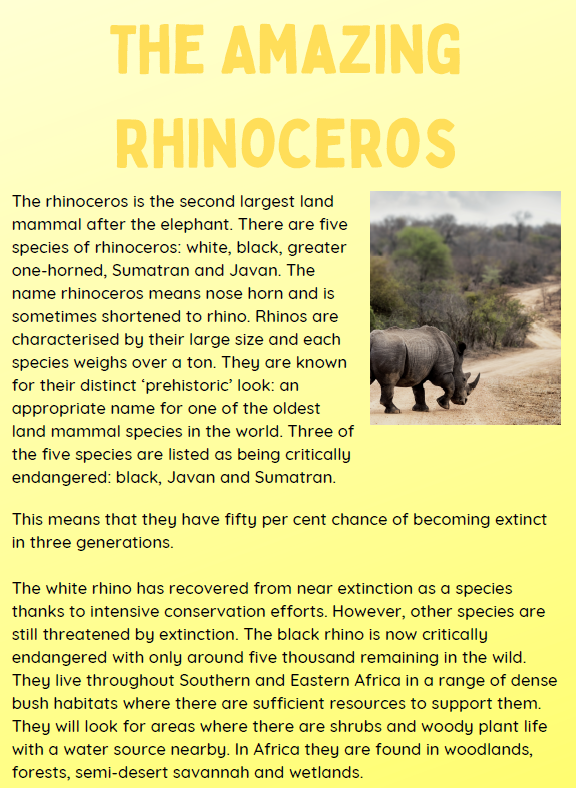 THE AMAZING
RHINOCEROS
The rhinoceros is the second largest land
mammal after the elephant. There are five
species of rhinoceros: white, black, greater
one-horned, Sumatran and Javan. The
name rhinoceros means nose horn and is
sometimes shortened to rhino. Rhinos are
characterised by their large size and each
species weighs over a ton. They are known
for their distinct ‘prehistoric’ look: an
appropriate name for one of the oldest
land mammal species in the world. Three of
the five species are listed as being critically
endangered: black, Javan and Sumatran.
This means that they have fifty per cent chance of becoming extinct
in three generations.
The white rhino has recovered from near extinction as a species
thanks to intensive conservation efforts. However, other species are
still threatened by extinction. The black rhino is now critically
endangered with only around five thousand remaining in the wild.
They live throughout Southern and Eastern Africa in a range of dense
bush habitats where there are sufficient resources to support them.
They will look for areas where there are shrubs and woody plant life
with a water source nearby. In Africa they are found in woodlands,
forests, semi-desert savannah and wetlands.